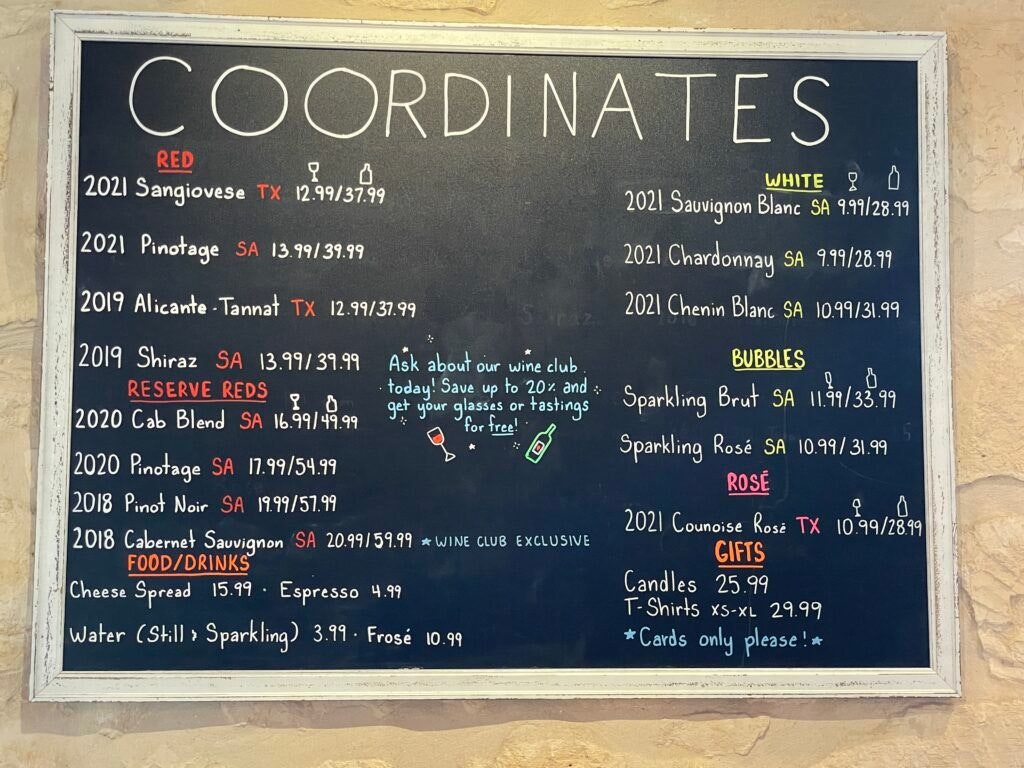 COORDINATES
RED
2021 Sangiovese TX 12.99/37.99
2021 Pinotage SA 13.99/39.99
2019 Alicante-Tannat TX 12.99/37.99
2019 Shiraz SA 13.99/39.99
RESERVE REDS
2020 Cab Blend SA 16.99/49.99
2020 Pinotage SA 17.99/54.99
2018 Pinot Noir SA 19.99/57.99
2018 Cabernet Sauvignon SA 20.99/59.99 *WINE CLUB EXCLUSIVE
FOOD/DRINKS
Cheese Spread 15.99 · Espresso 4.99
Water (Still & Sparkling) 3.99 · Frosé 10.99
Ask about our wine club
today! Save up to 20% and
get your glasses or tastings
for free!
WHITE
2021 Sauvignon Blanc SA 9.99/28.99
2021 Chardonnay SA 9.99/28.99
2021 Chenin Blanc SA 10.99/31.99
BUBBLES
Sparkling Brut SA 11.99/33.99
Sparkling Rosé SA 10.99/31.99
ROSÉ
2021 Counoise Rosé TX 10.99/28.99
GIFTS
Candles 25.99
T-Shirts XS-XL 29.99
*Cards only please!*